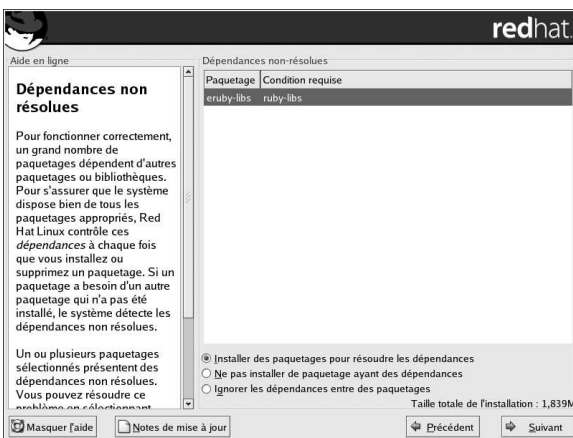 redhat.
Aide en ligne
Dépendances non
résolues
Pour fonctionner correctement,
un grand nombre de
paquetages dépendent d'autres
paquetages ou bibliothèques.
Pour s'assurer que le système
dispose bien de tous les
paquetages appropriés, Red
Hat Linux contrôle ces
dépendances à chaque fois
que vous installez ou
supprimez un paquetage. Si un
paquetage a besoin d'un autre
paquetage qui n'a pas été
installé, le système détecte les
dépendances non résolues.
Un ou plusieurs paquetages
sélectionnés présentent des
dépendances non résolues.
Vous pouvez résoudre ce
problème en sélectionnant
Dépendances non-résolues
Paquetage Condition requise
eruby-libs ruby-libs
Installer des paquetages pour résoudre les dépendances
Ne pas installer de paquetage ayant des dépendances
Ignorer les dépendances entre des paquetages
Taille totale de l'installation : 1,839M
Masquer l'aide
Notes de mise à jour
Précédent
Suivant